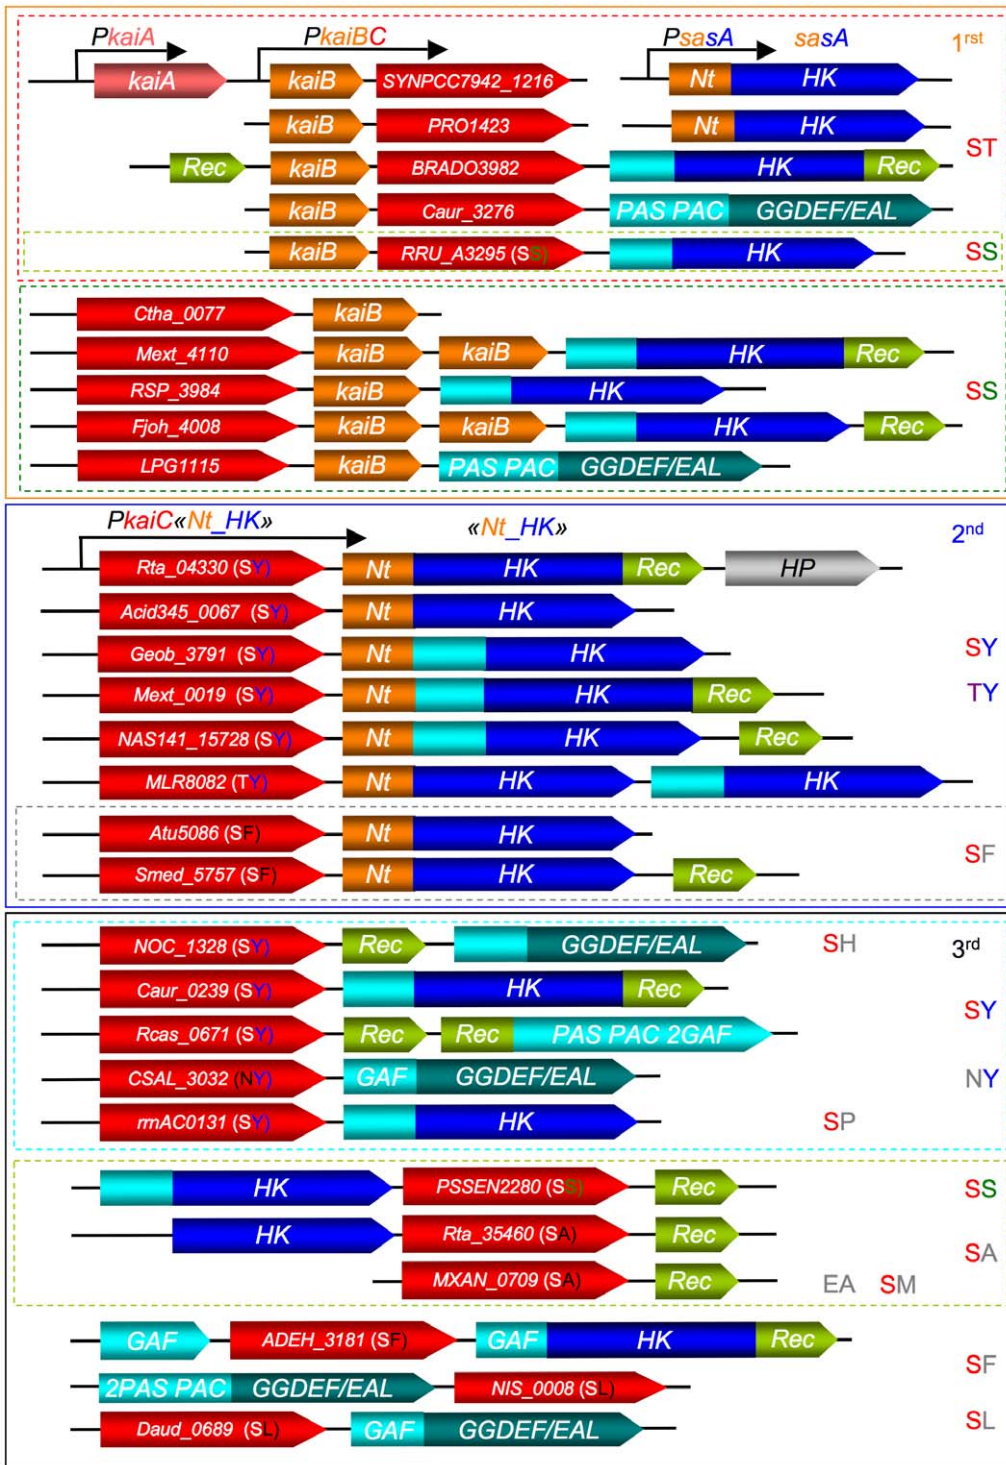 PkaiA PkaiBC PsasA sasA 1rst
kaiA kaiB SYNPCC7942_1216 Nt HK
kaiB PRO1423 Nt HK
ST
Rec kaiB BRADO3982 HK Rec
kaiB Caur_3276 PAS PAC GGDEF/EAL
kaiB RRU_A3295 (SS) HK SS
Ctha_0077 kaiB
Mext_4110 kaiB kaiB HK Rec
RSP_3984 kaiB HK SS
Fjoh_4008 kaiB kaiB HK Rec
LPG1115 kaiB PAS PAC GGDEF/EAL
PkaiC«Nt_HK» «Nt_HK» 2nd
Rta_04330 (SY) Nt HK Rec HP
Acid345_0067 (SY) Nt HK
Geob_3791 (SY) Nt HK SY
Mext_0019 (SY) Nt HK Rec TY
NAS141_15728 (SY) Nt HK Rec
MLR8082 (TY) Nt HK HK
Atu5086 (SF) Nt HK SF
Smed_5757 (SF) Nt HK Rec
NOC_1328 (SY) Rec GGDEF/EAL SH 3rd
Caur_0239 (SY) HK Rec SY
Rcas_0671 (SY) Rec Rec PAS PAC 2GAF
CSAL_3032 (NY) GAF GGDEF/EAL NY
rrnAC0131 (SY) HK SP
HK PSSEN2280 (SS) Rec SS
HK Rta_35460 (SA) Rec SA
MXAN_0709 (SA) Rec EA SM
GAF ADEH_3181 (SF) GAF HK Rec SF
2PAS PAC GGDEF/EAL NIS_0008 (SL)
Daud_0689 (SL) GAF GGDEF/EAL SL